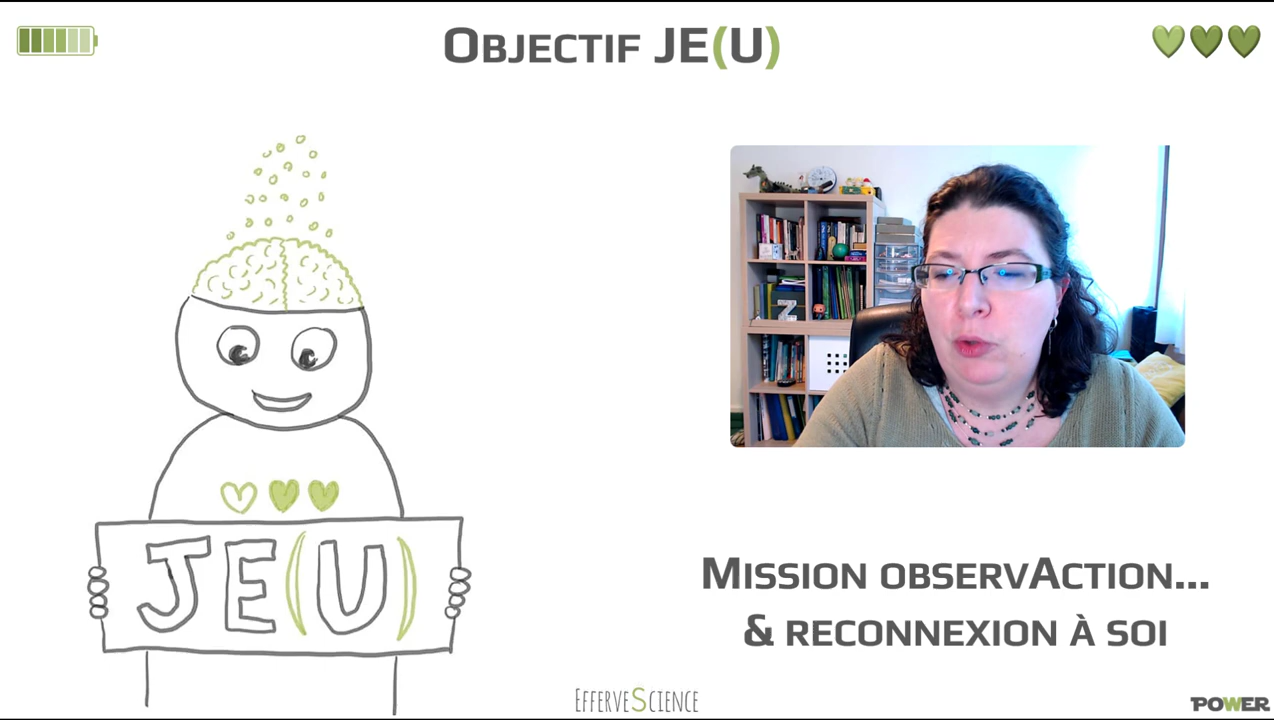 OBJECTIF JE(U)
JE(U)
MISSION OBSERVACTION...
& RECONNEXION À SOI
EFFERVESCIENCE
POWER